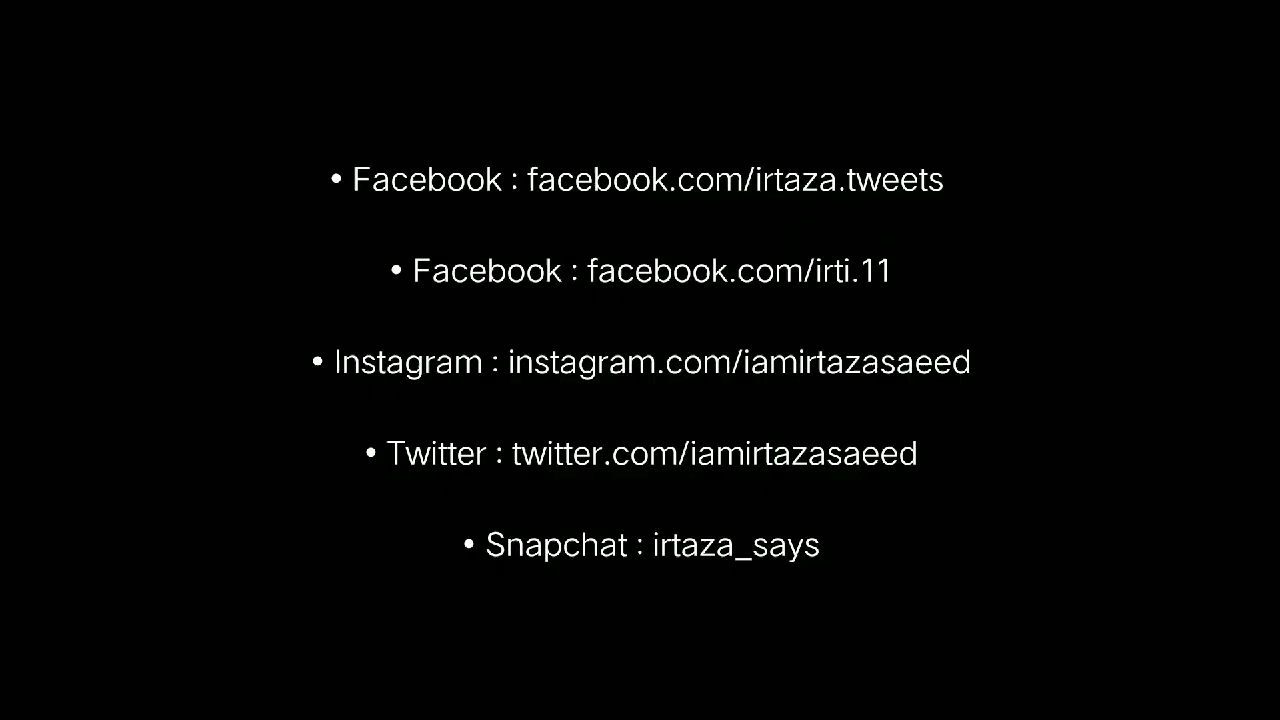 • Facebook : facebook.com/irtaza.tweets
• Facebook : facebook.com/irti.11
• Instagram : instagram.com/iamirtazasaeed
• Twitter : twitter.com/iamirtazasaeed
• Snapchat : irtaza_says